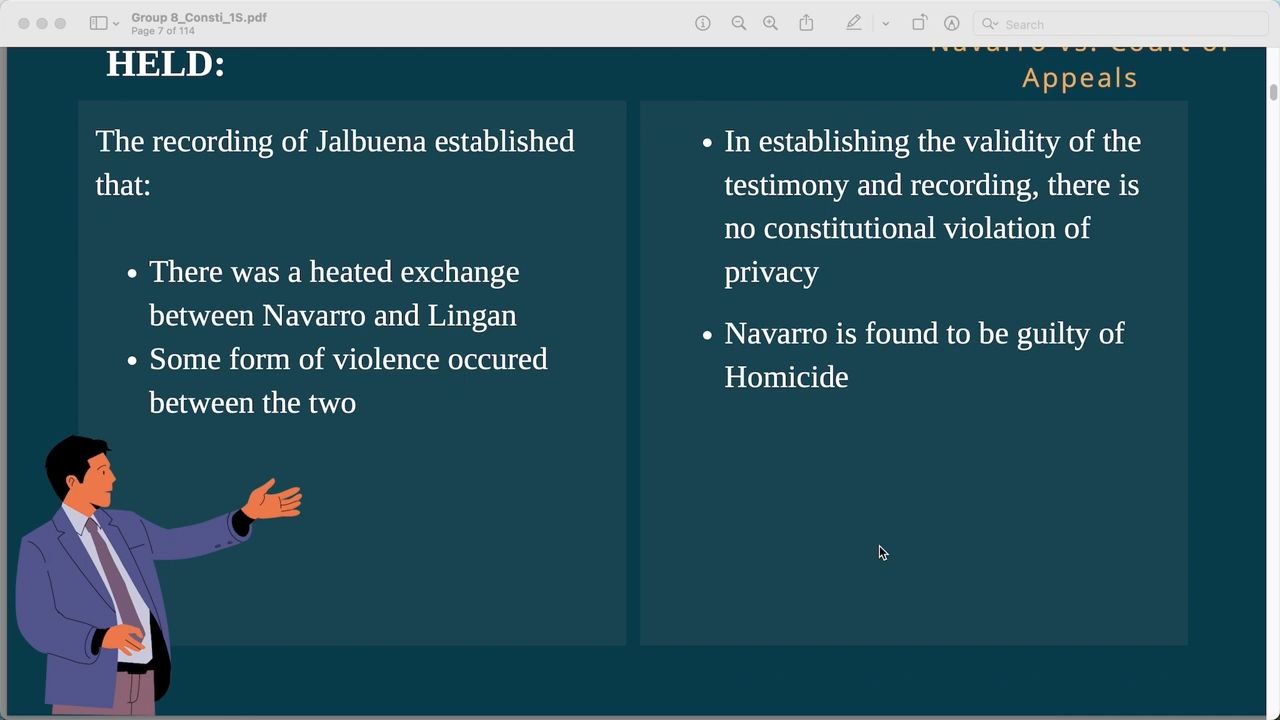 Group 8_Consti_1S.pdf
Page 7 of 114
Search
HELD:
Navarro vs. Court of
Appeals
The recording of Jalbuena established
that:
• There was a heated exchange
between Navarro and Lingan
• Some form of violence occured
between the two
• In establishing the validity of the
testimony and recording, there is
no constitutional violation of
privacy
• Navarro is found to be guilty of
Homicide